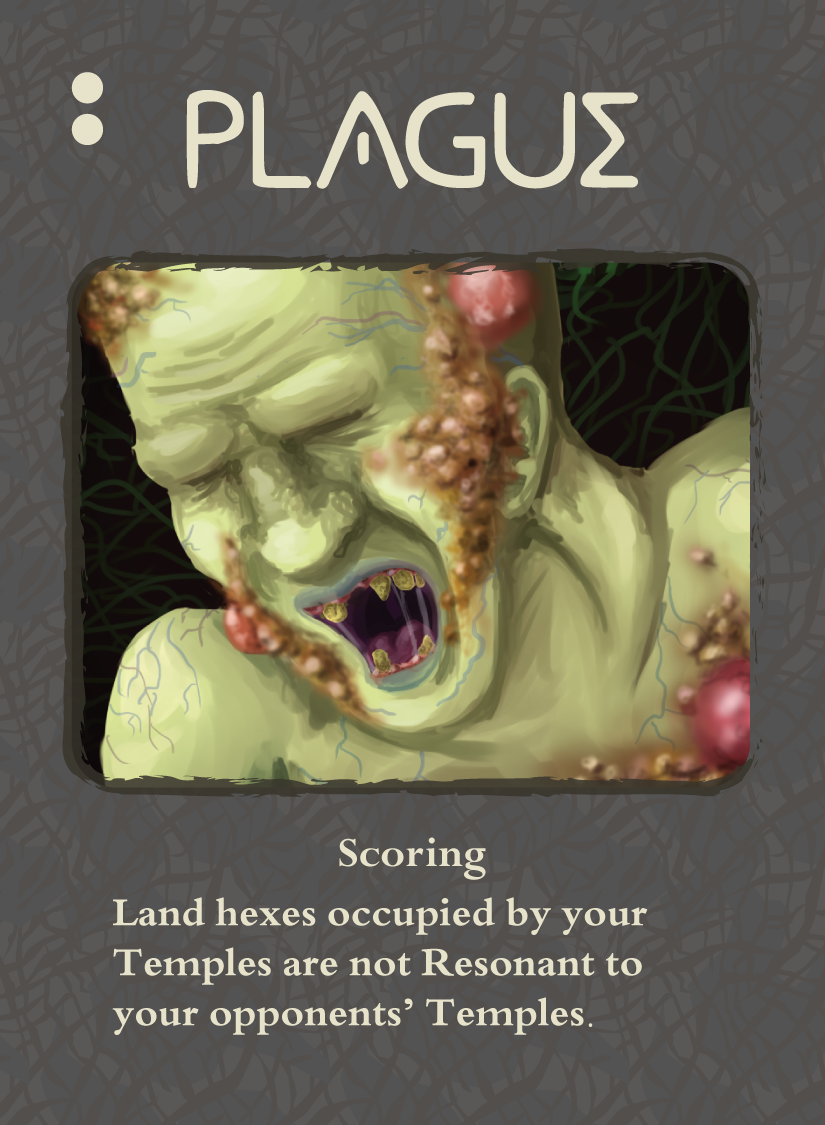 PLAGUE
Scoring
Land hexes occupied by your
Temples are not Resonant to
your opponents’ Temples.